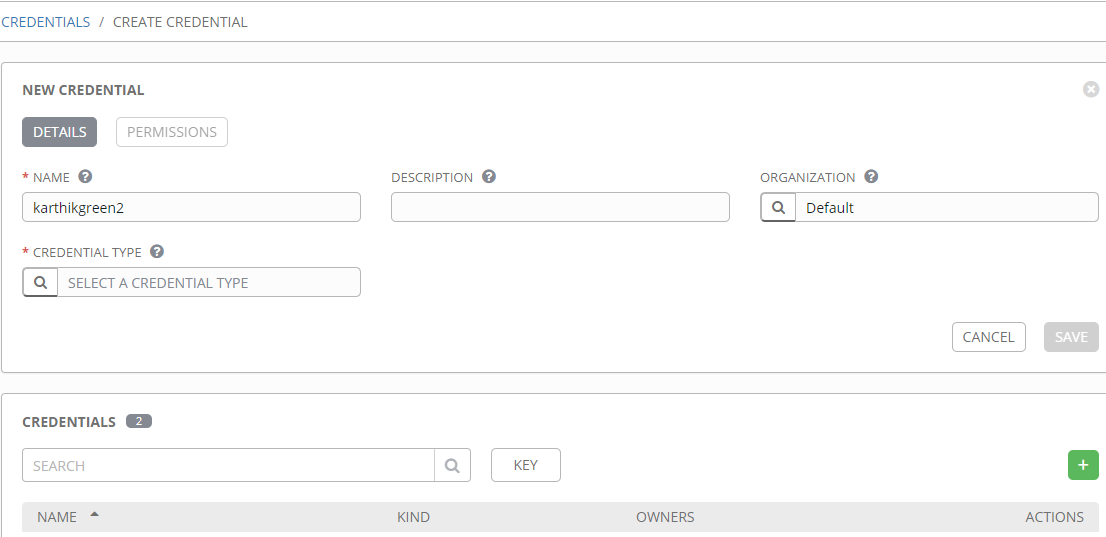 CREDENTIALS / CREATE CREDENTIAL
NEW CREDENTIAL
DETAILS PERMISSIONS
* NAME ? DESCRIPTION ? ORGANIZATION ?
karthikgreen2 Default
* CREDENTIAL TYPE ?
SELECT A CREDENTIAL TYPE
CANCEL SAVE
CREDENTIALS 2
SEARCH KEY +
NAME KIND OWNERS ACTIONS